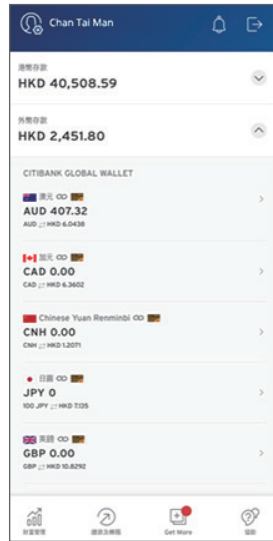 Chan Tai Man
港幣存款
HKD 40,508.59
外幣存款
HKD 2,451.80
CITIBANK GLOBAL WALLET
澳元
AUD 407.32
AUD ⇌ HKD 6.0438
加元
CAD 0.00
CAD ⇌ HKD 6.3602
Chinese Yuan Renminbi
CNH 0.00
CNH ⇌ HKD 1.2071
日圓
JPY 0
100 JPY ⇌ HKD 7.135
英鎊
GBP 0.00
GBP ⇌ HKD 10.8292
財富管理
Get More
協助